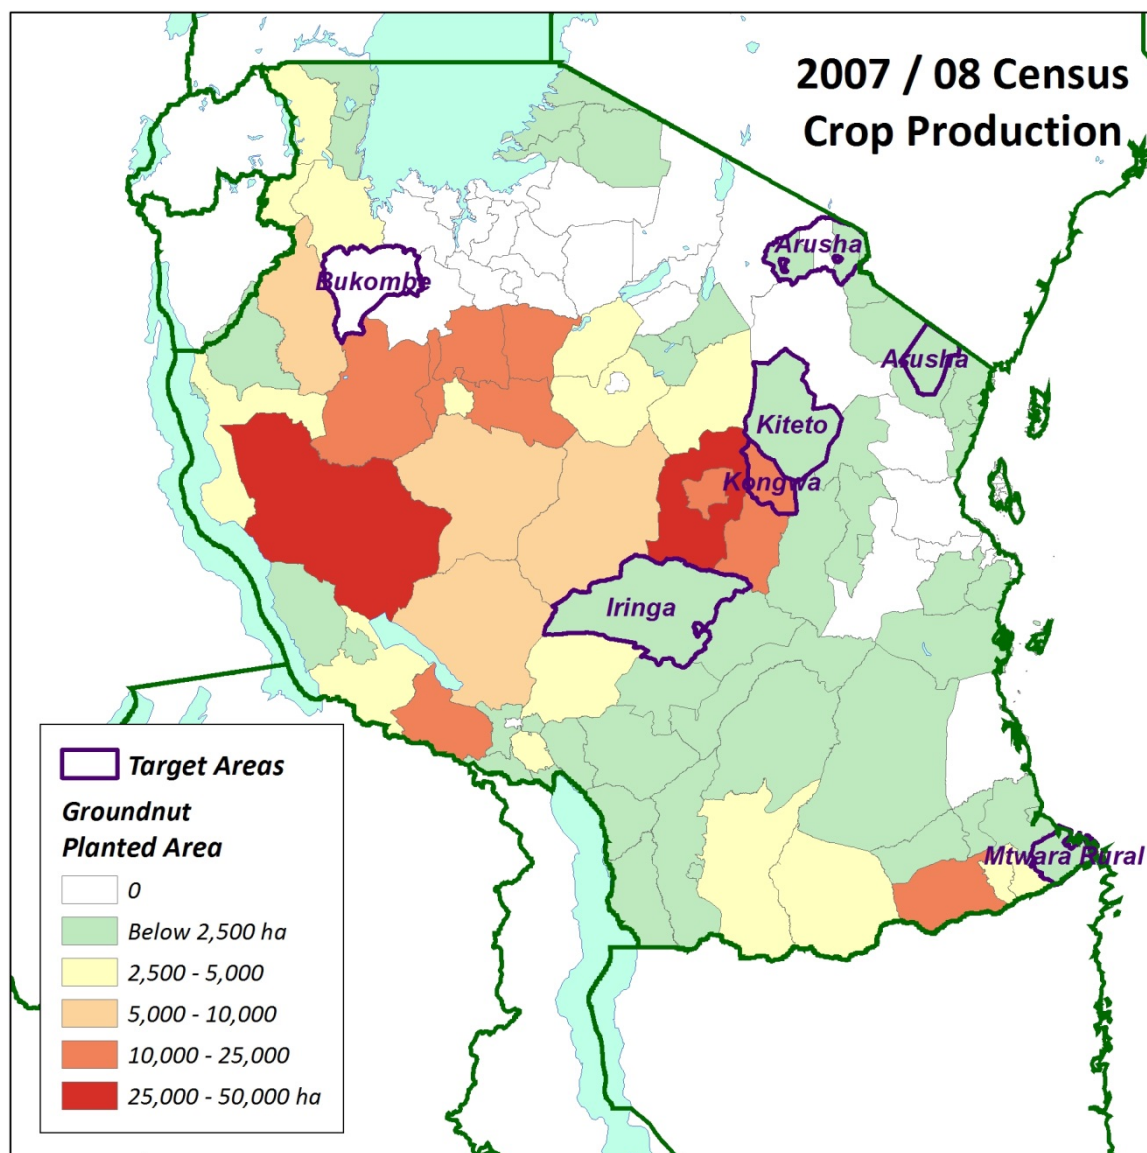 2007 / 08 Census
Crop Production
Arusha
Bukombe
Arusha
Kiteto
Kongwa
Iringa
Mtwara Rural
Target Areas
Groundnut
Planted Area
0
Below 2,500 ha
2,500 - 5,000
5,000 - 10,000
10,000 - 25,000
25,000 - 50,000 ha